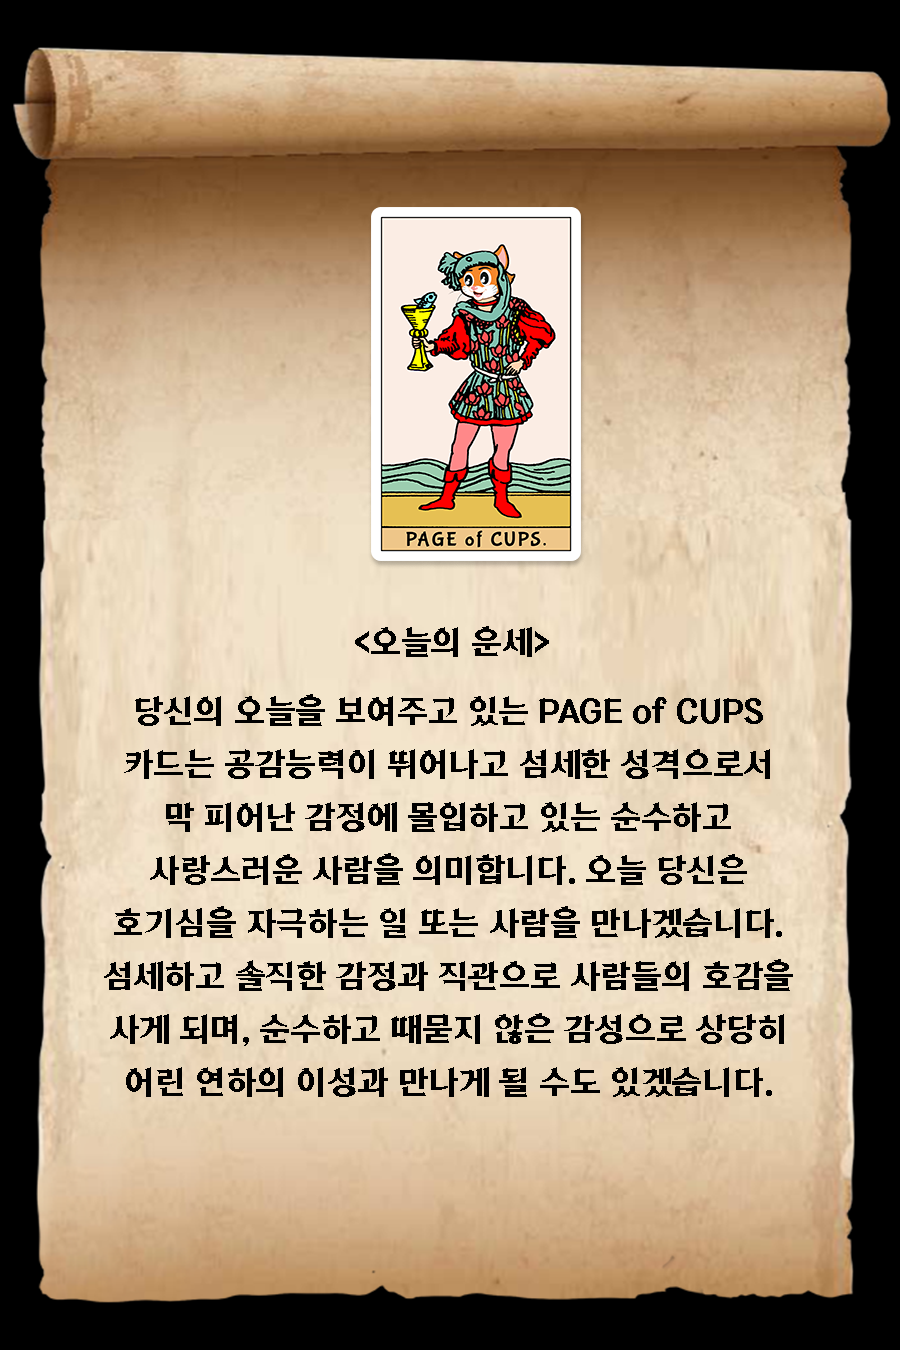 PAGE of CUPS.
<오늘의 운세>
당신의 오늘을 보여주고 있는 PAGE of CUPS
카드는 공감능력이 뛰어나고 섬세한 성격으로서
막 피어난 감정에 몰입하고 있는 순수하고
사랑스러운 사람을 의미합니다. 오늘 당신은
호기심을 자극하는 일 또는 사람을 만나겠습니다.
섬세하고 솔직한 감정과 직관으로 사람들의 호감을
사게 되며, 순수하고 때묻지 않은 감성으로 상당히
어린 연하의 이성과 만나게 될 수도 있겠습니다.